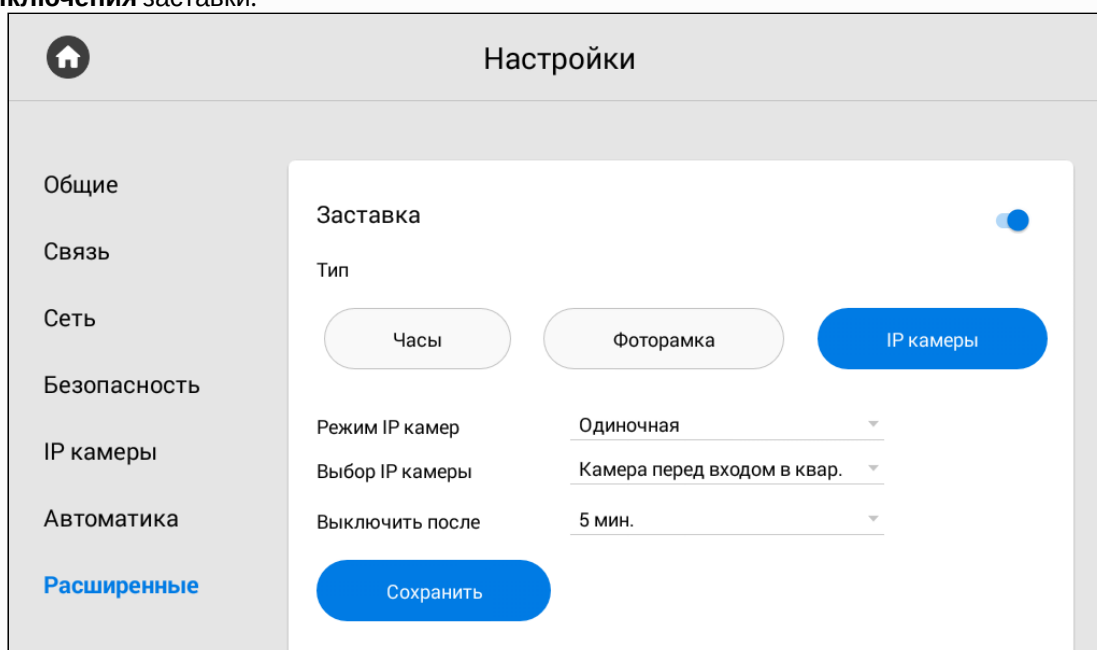 заставки.
Настройки
Общие
Связь
Сеть
Безопасность
IP камеры
Автоматика
Расширенные
Заставка
Тип
Часы
Фоторамка
IP камеры
Режим IP камер
Одиночная
Выбор IP камеры
Камера перед входом в квар.
Выключить после
5 мин.
Сохранить